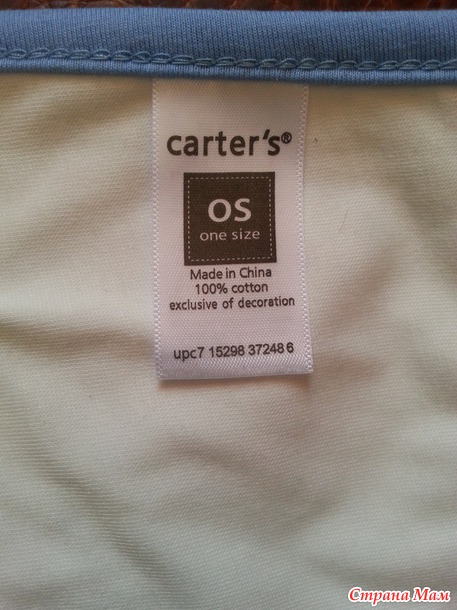 carter's®
OS
one size
Made in China
100% cotton
exclusive of decoration
upc7 15298 37248 6
Страна Мам